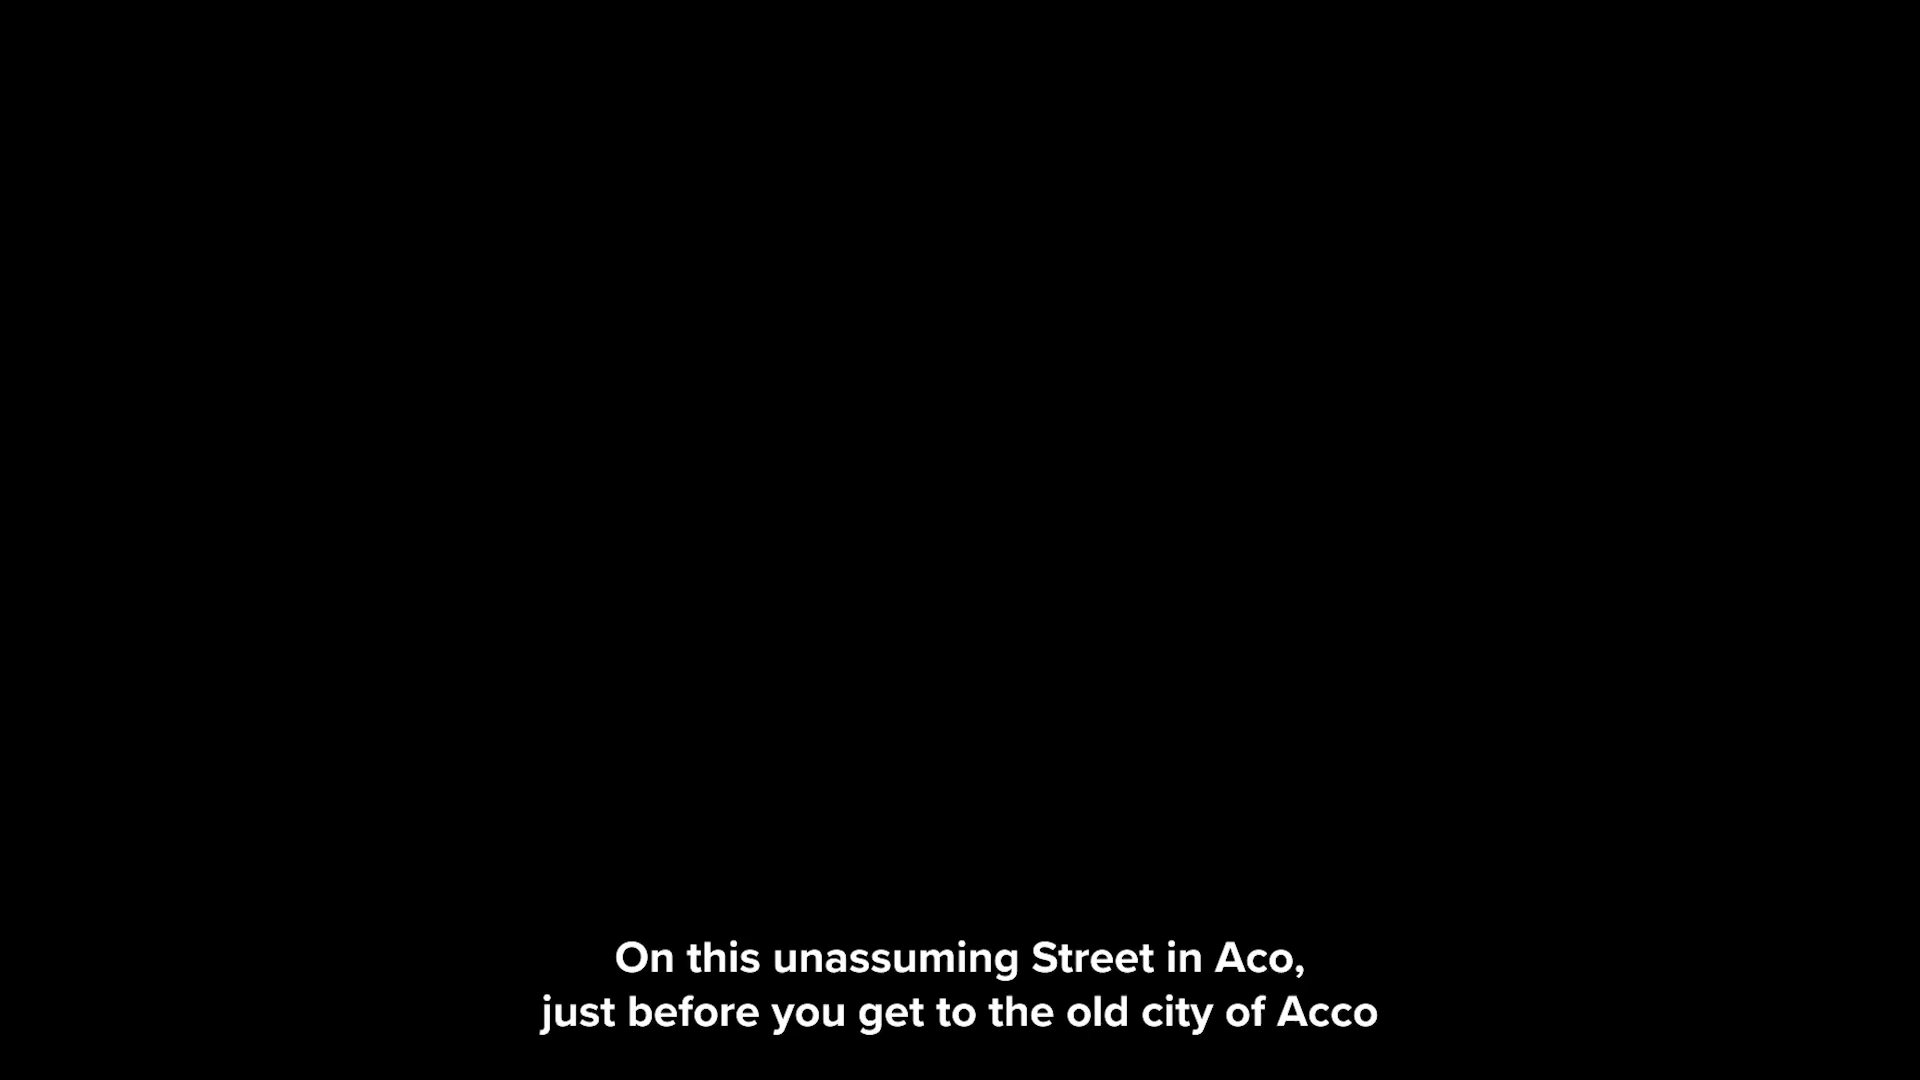 On this unassuming Street in Aco,
just before you get to the old city of Acco